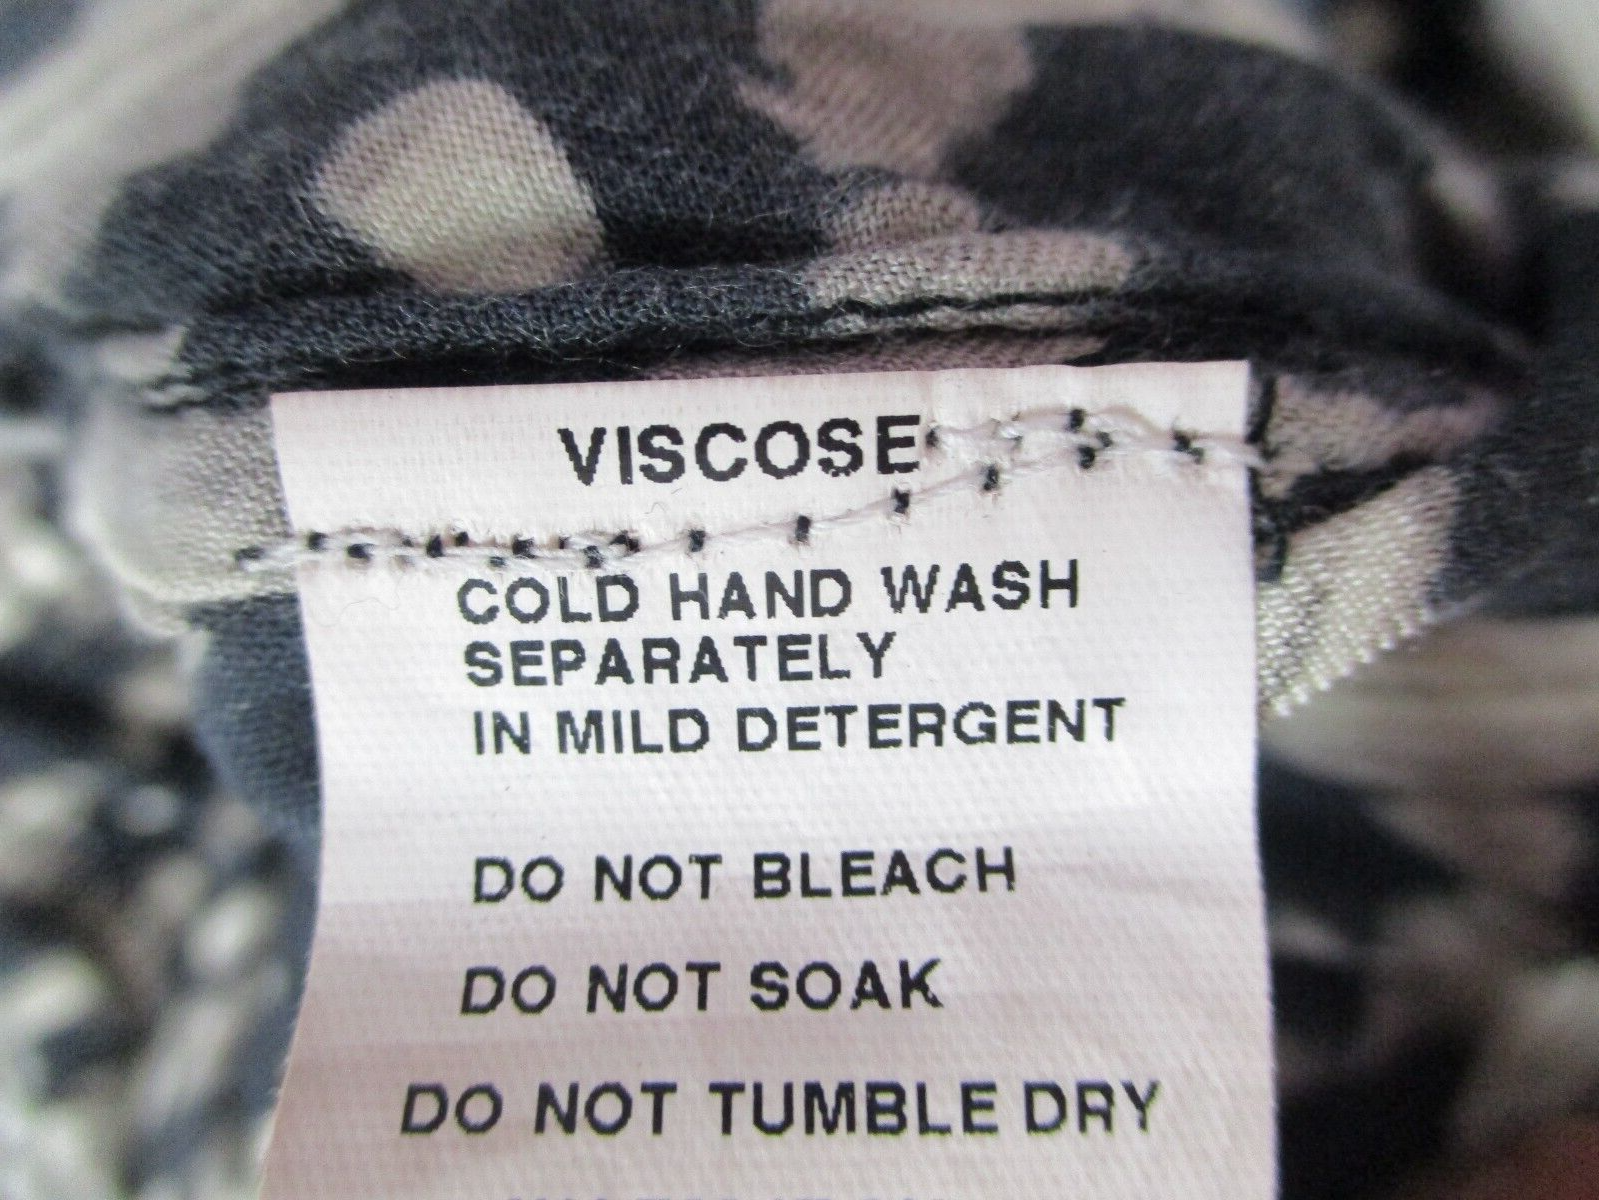 VISCOSE
COLD HAND WASH
SEPARATELY
IN MILD DETERGENT
DO NOT BLEACH
DO NOT SOAK
DO NOT TUMBLE DRY